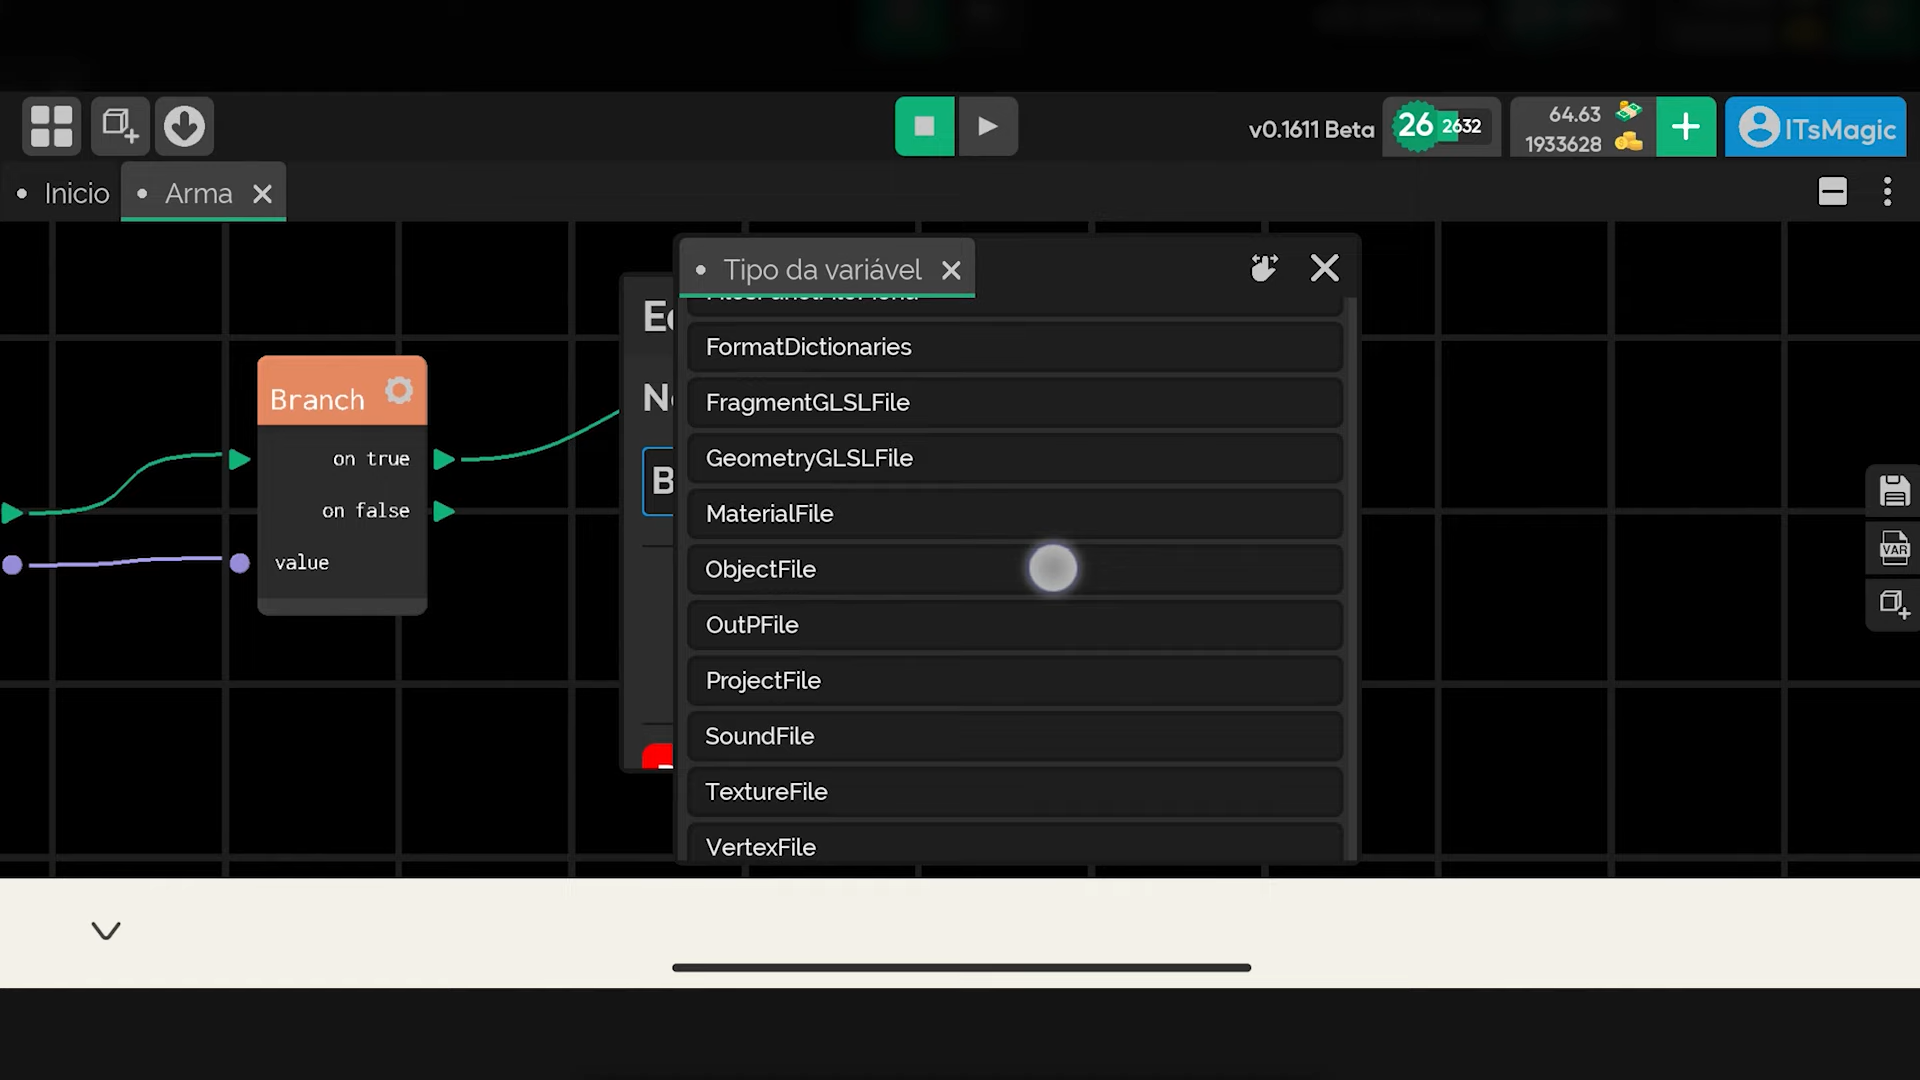 v0.1611 Beta
26 2632
64.63
1933628
ITsMagic
Inicio
Arma
Tipo da variável
FormatDictionaries
FragmentGLSLFile
GeometryGLSLFile
MaterialFile
ObjectFile
OutPFile
ProjectFile
SoundFile
TextureFile
VertexFile
Branch
on true
on false
value
VAR